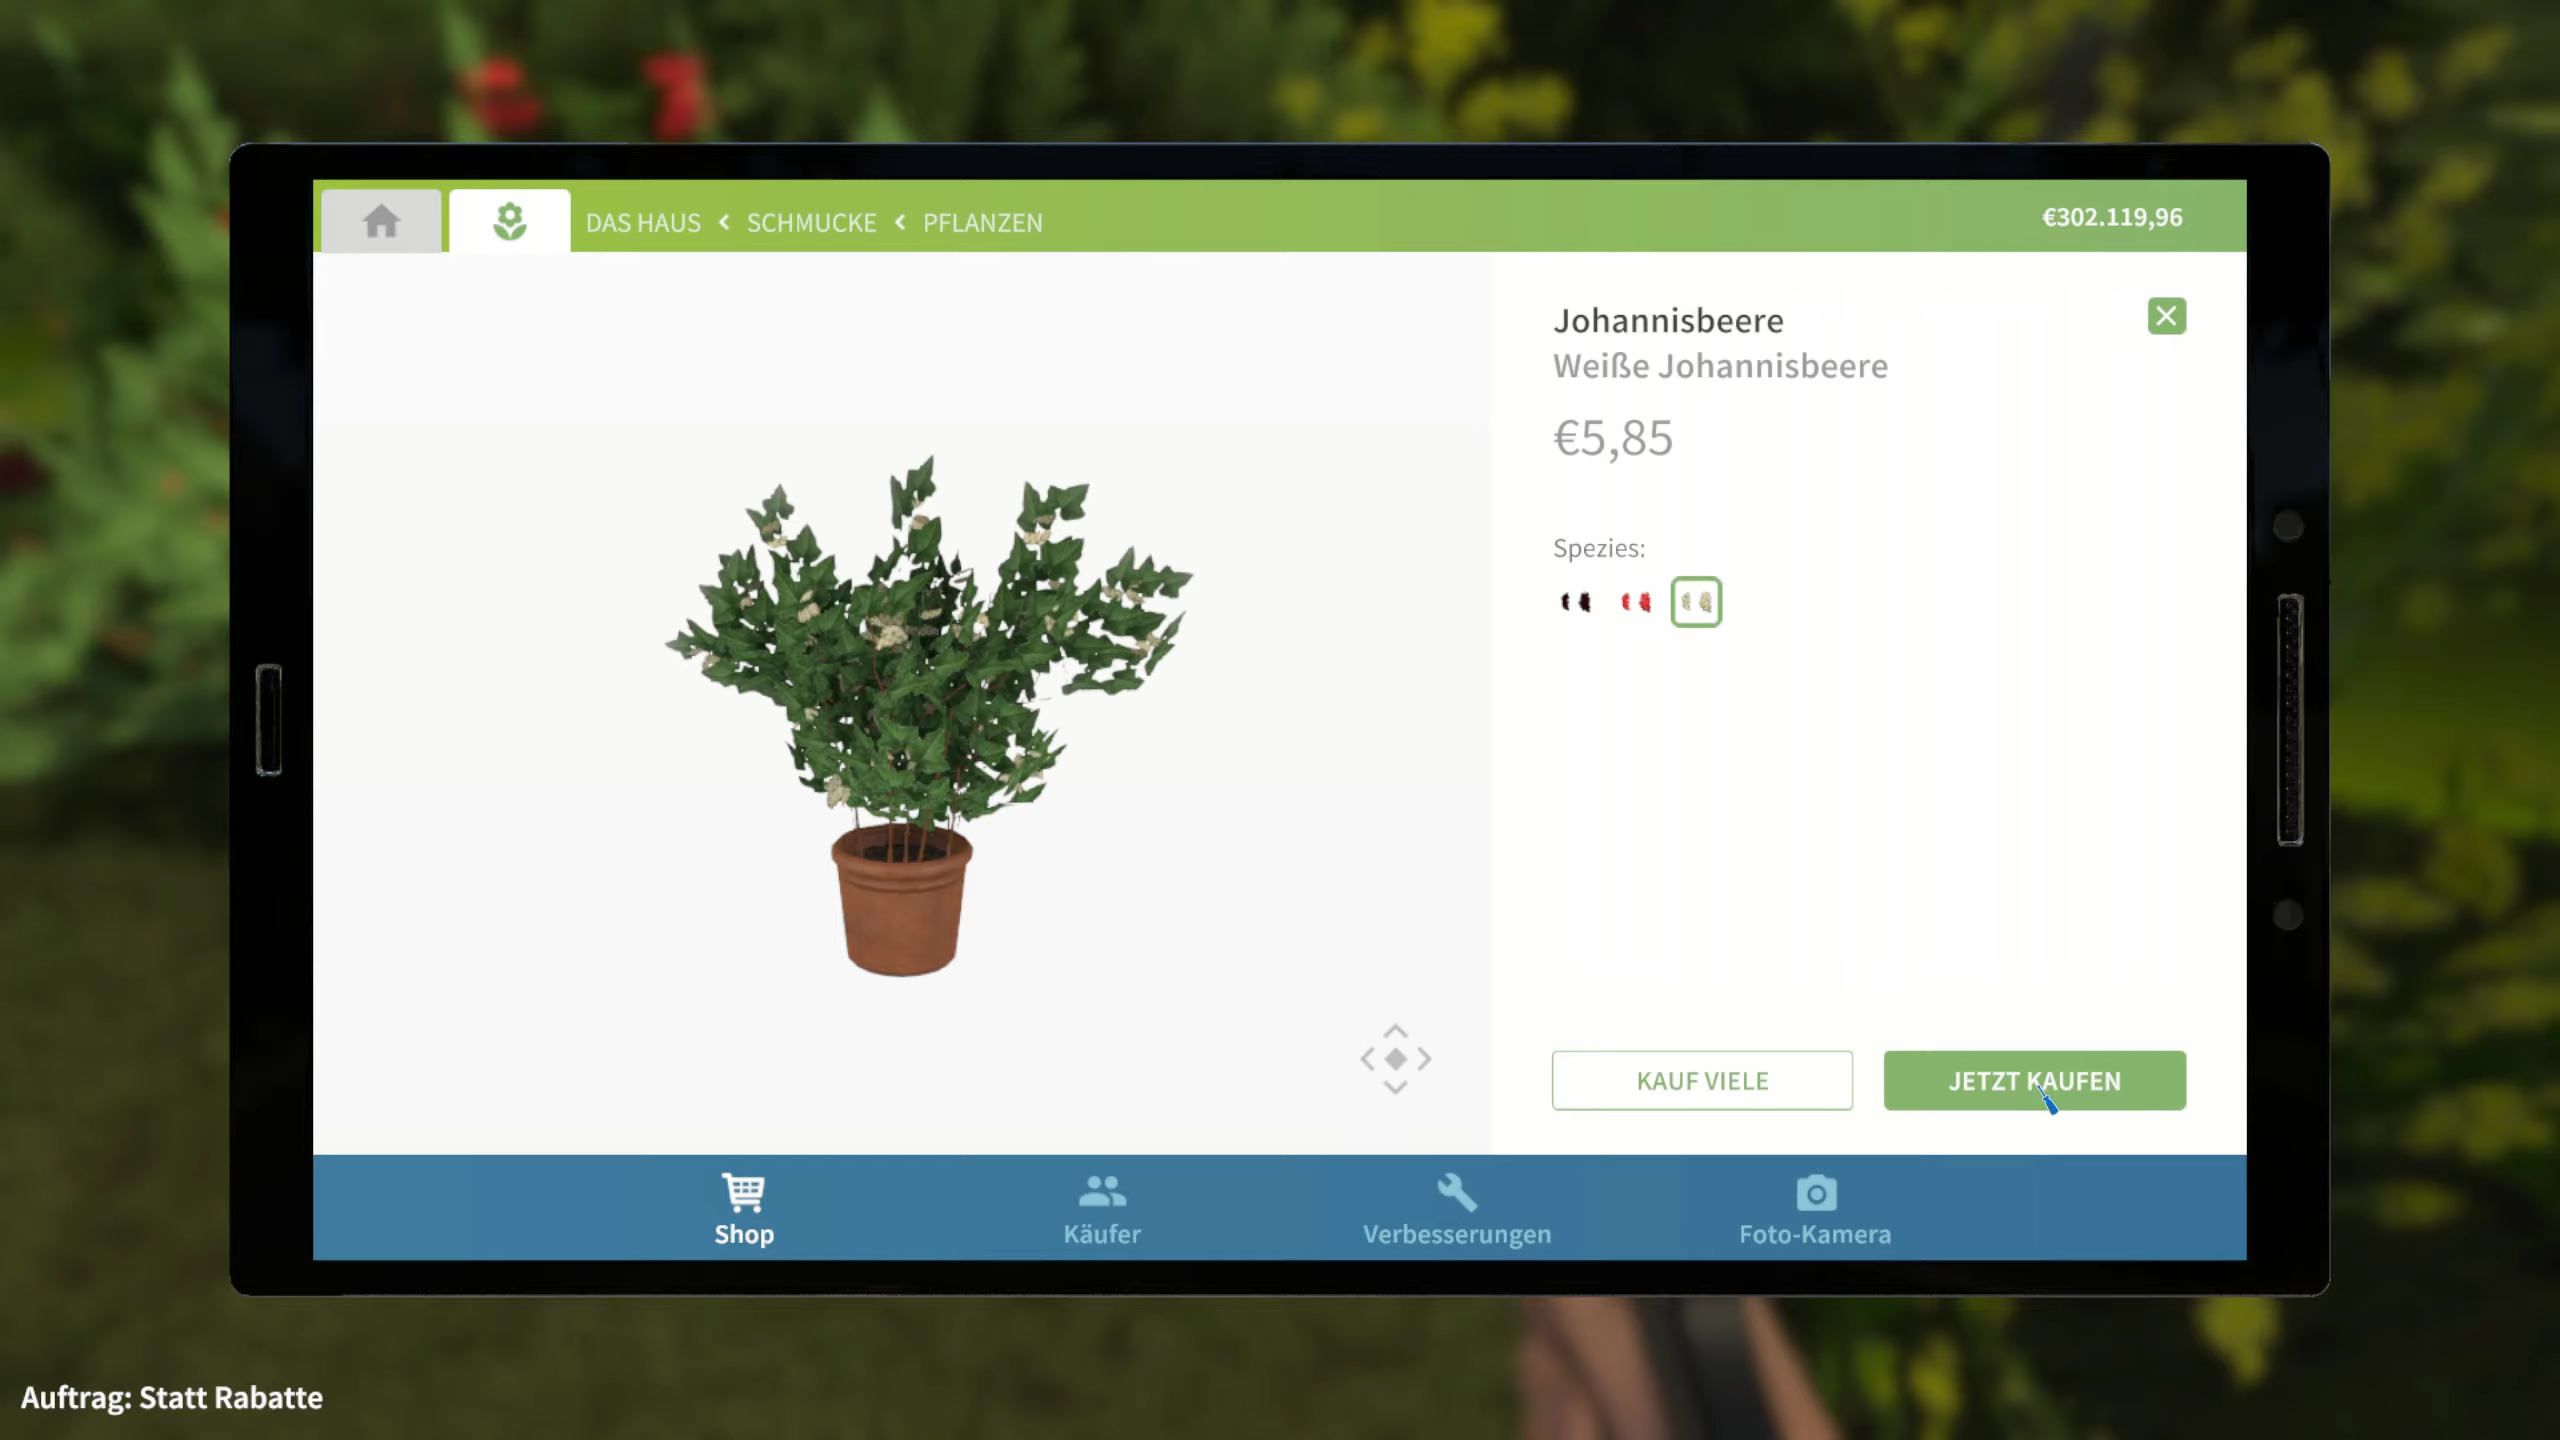 DAS HAUS < SCHMUCKE < PFLANZEN
€302.119,96
Johannisbeere
Weiße Johannisbeere
€5,85
Spezies:
KAUF VIELE
JETZT KAUFEN
Shop
Käufer
Verbesserungen
Foto-Kamera
Auftrag: Statt Rabatte